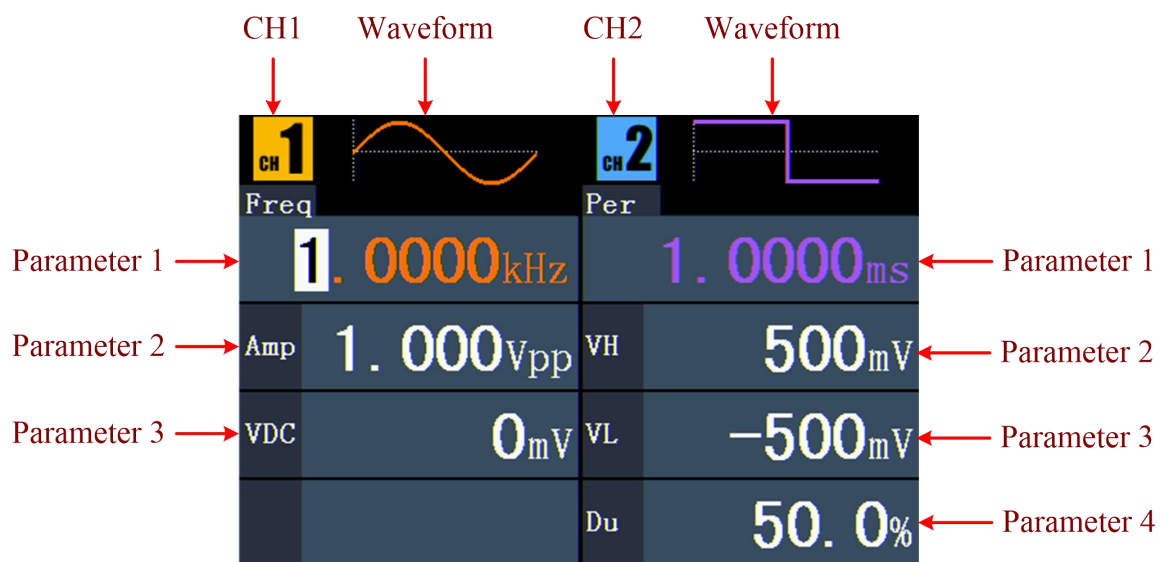 CH1 Waveform CH2 Waveform
CH 1 CH 2
Freq Per
Parameter 1 1.0000kHz 1.0000ms Parameter 1
Parameter 2 Amp 1.000Vpp VH 500mV Parameter 2
Parameter 3 VDC 0mV VL -500mV Parameter 3
Du 50.0% Parameter 4